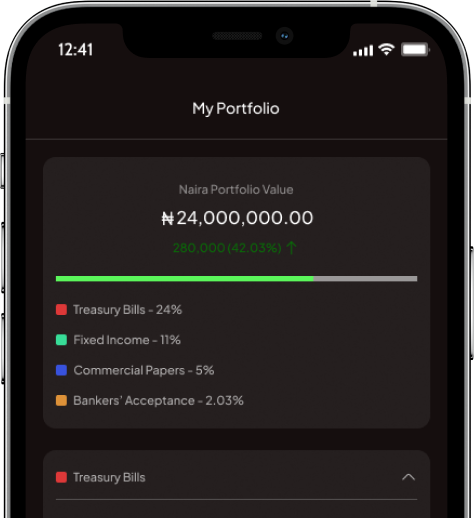 12:41
My Portfolio
Naira Portfolio Value
₦24,000,000.00
280,000 (42.03%) ↑
Treasury Bills - 24%
Fixed Income - 11%
Commercial Papers - 5%
Bankers' Acceptance - 2.03%
Treasury Bills